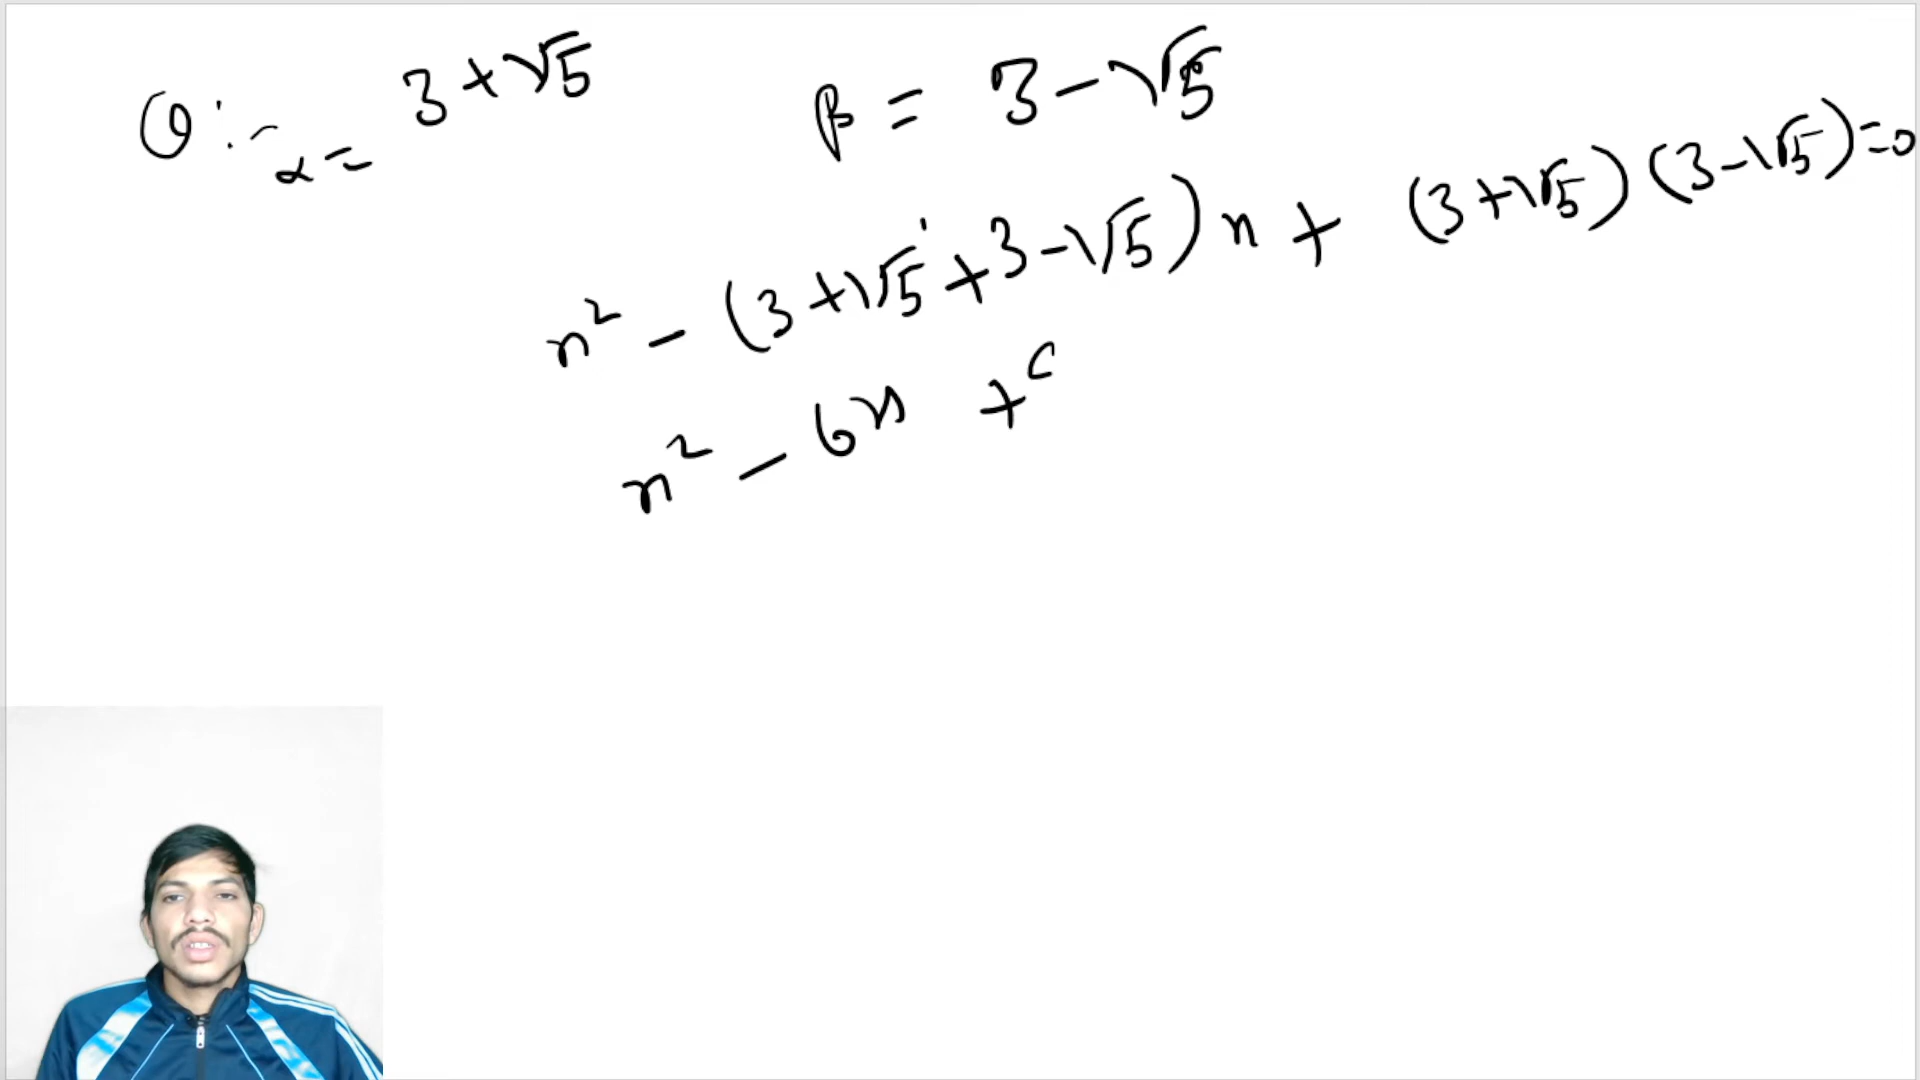 Q:- α = 3+√5 β = 3-√5
x² - (3+√5+3-√5)x + (3+√5)(3-√5)=0
x² - 6x +